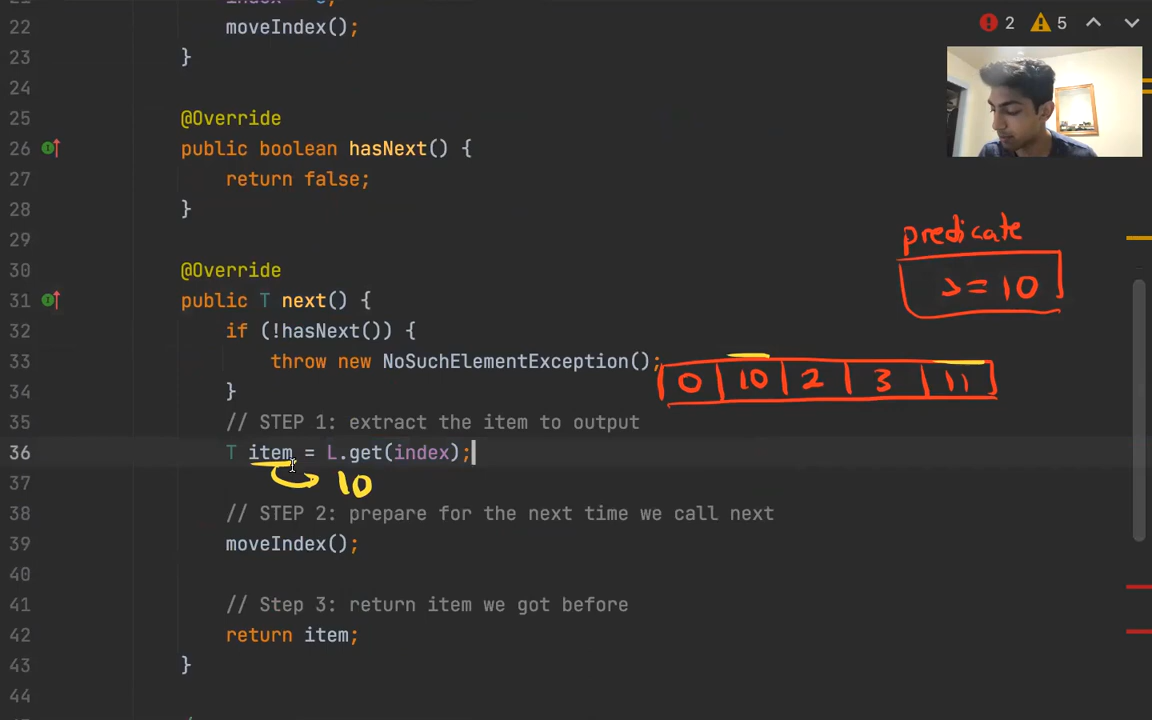 2 5
22 moveIndex();
23 }
24
25 @Override
26 public boolean hasNext() {
27 return false;
28 }
29
30 @Override
31 public T next() {
32 if (!hasNext()) {
33 throw new NoSuchElementException();
34 }
35 // STEP 1: extract the item to output
36 T item = L.get(index);
37
38 // STEP 2: prepare for the next time we call next
39 moveIndex();
40
41 // Step 3: return item we got before
42 return item;
43 }
44
predicate
>= 10
0 10 2 3 11
10